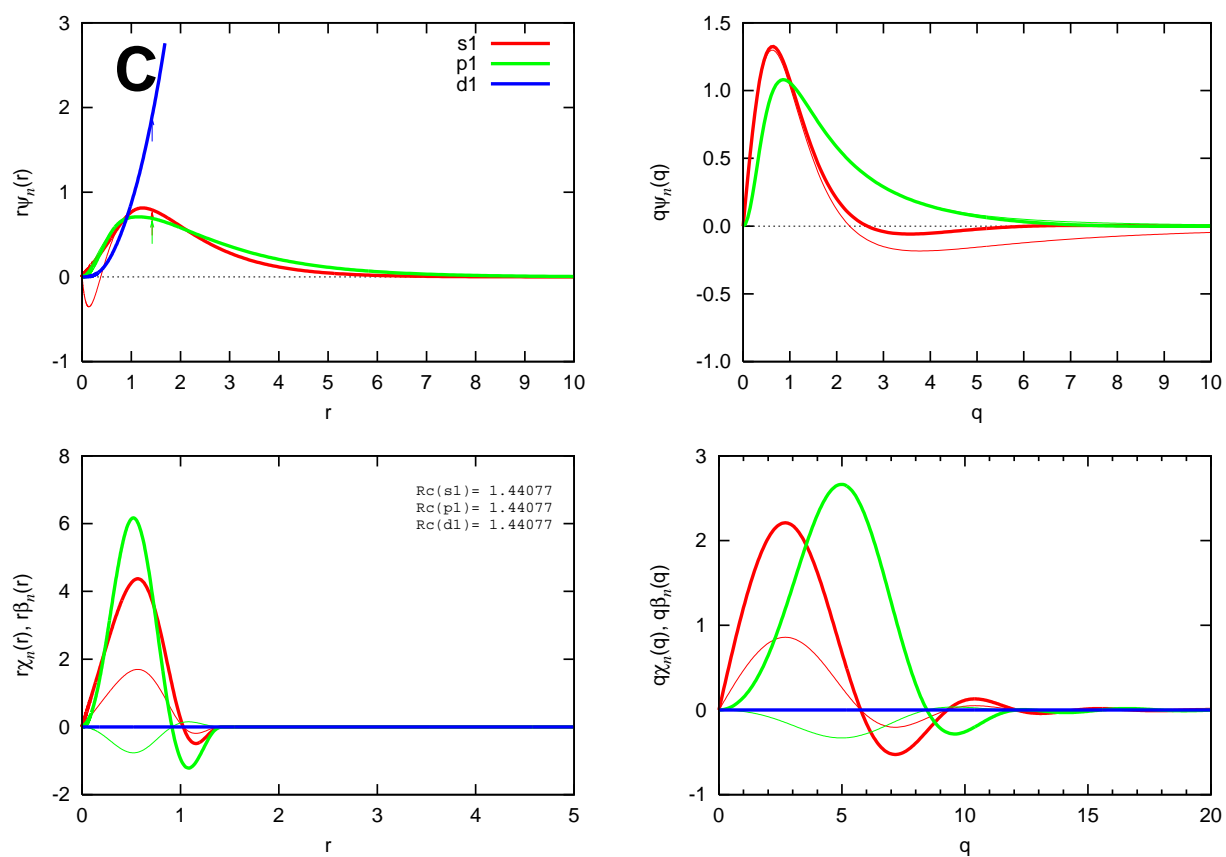 3
2
1
0
-1
0 1 2 3 4 5 6 7 8 9 10
rψn(r)
r
C
s1
p1
d1
1.5
1.0
0.5
0.0
-0.5
-1.0
0 1 2 3 4 5 6 7 8 9 10
qψn(q)
q
8
6
4
2
0
-2
0 1 2 3 4 5
rχn(r), rβn(r)
r
Rc(s1)= 1.44077
Rc(p1)= 1.44077
Rc(d1)= 1.44077
3
2
1
0
-1
0 5 10 15 20
qχn(q), qβn(q)
q